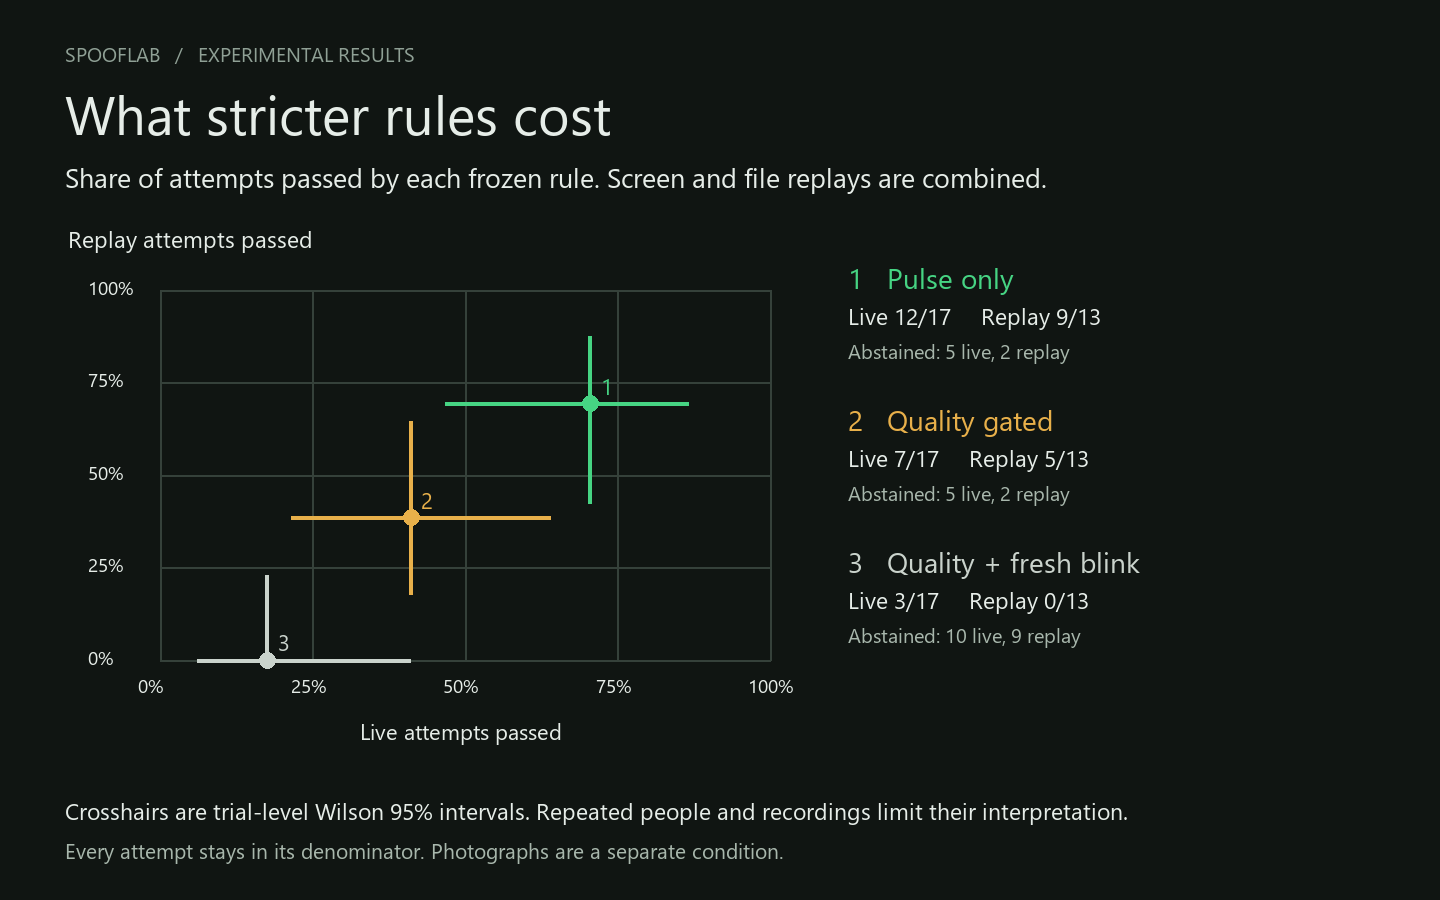 SPOOFLAB / EXPERIMENTAL RESULTS
What stricter rules cost
Share of attempts passed by each frozen rule. Screen and file replays are combined.
Replay attempts passed
100%
75%
50%
25%
0%
1
2
3
0% 25% 50% 75% 100%
Live attempts passed
1 Pulse only
Live 12/17 Replay 9/13
Abstained: 5 live, 2 replay
2 Quality gated
Live 7/17 Replay 5/13
Abstained: 5 live, 2 replay
3 Quality + fresh blink
Live 3/17 Replay 0/13
Abstained: 10 live, 9 replay
Crosshairs are trial-level Wilson 95% intervals. Repeated people and recordings limit their interpretation.
Every attempt stays in its denominator. Photographs are a separate condition.